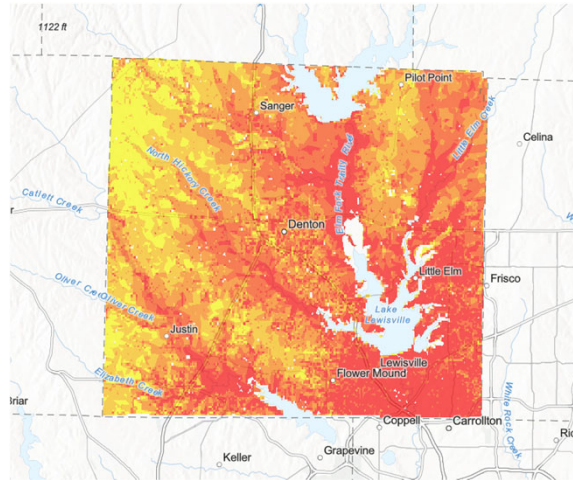 1122 ft
Pilot Point
Sanger
Little Elm Creek
Celina
Elm Fork Trinity River
North Hickory Creek
Catlett Creek
Denton
Little Elm
Frisco
Oliver Creek
Oliver Creek
Lake
Lewisville
Justin
Lewisville
Flower Mound
Elizabeth Creek
White Rock Creek
Coppell
Carrollton
Grapevine
Keller